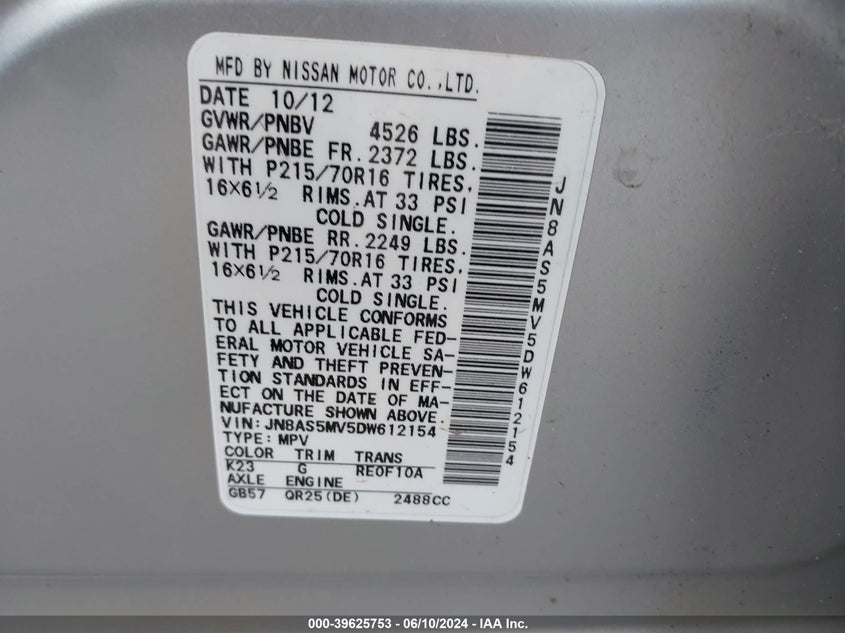 MFD BY NISSAN MOTOR CO.,LTD.
DATE 10/12
GVWR/PNBV 4526 LBS.
GAWR/PNBE FR. 2372 LBS.
WITH P215/70R16 TIRES,
16X6½ RIMS.AT 33 PSI
COLD SINGLE.
GAWR/PNBE RR. 2249 LBS.
WITH P215/70R16 TIRES,
16X6½ RIMS.AT 33 PSI
COLD SINGLE.
THIS VEHICLE CONFORMS
TO ALL APPLICABLE FED-
ERAL MOTOR VEHICLE SA-
FETY AND THEFT PREVEN-
TION STANDARDS IN EFF-
ECT ON THE DATE OF MA-
NUFACTURE SHOWN ABOVE.
VIN: JN8AS5MV5DW612154
TYPE: MPV
COLOR TRIM TRANS
K23 G RE0F10A
AXLE ENGINE
GB57 QR25(DE) 2488CC
JN8AS5MV5DW612154
000-39625753 - 06/10/2024 - IAA Inc.